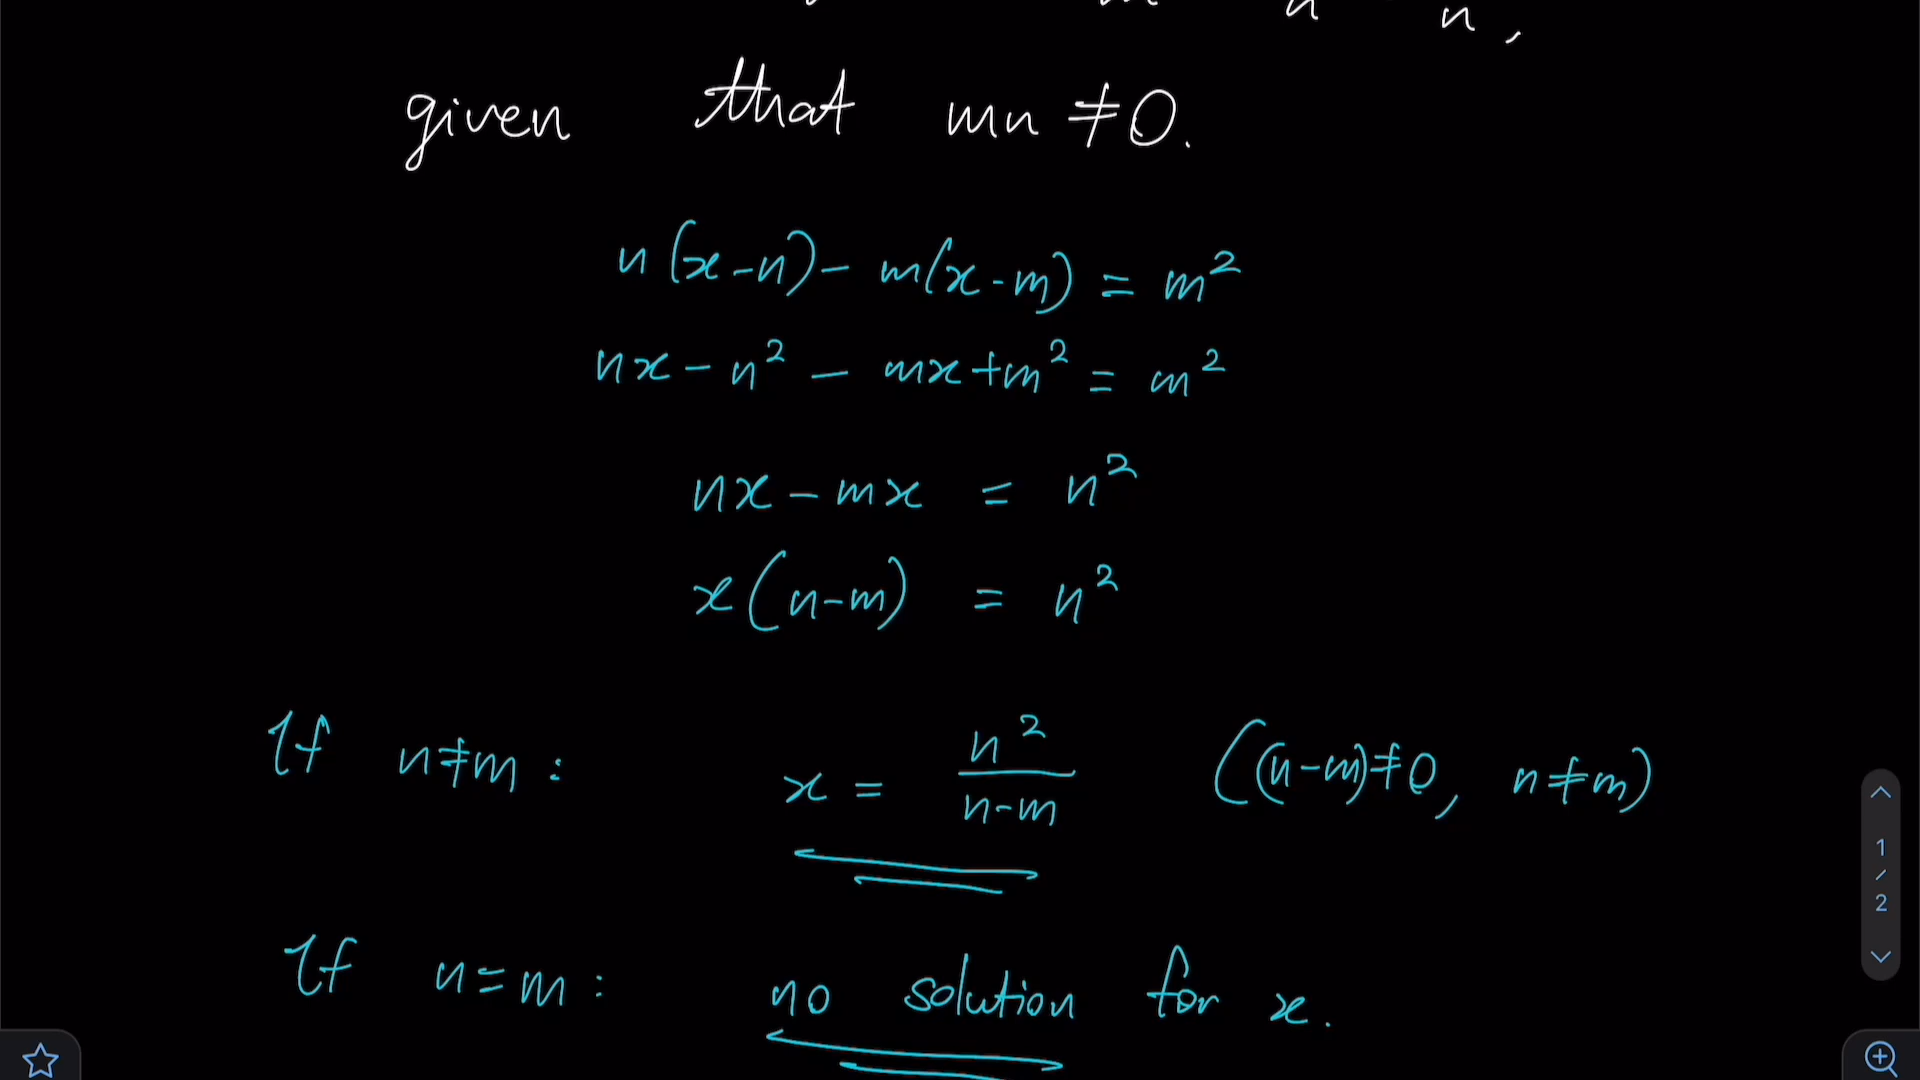 m n n,
given that mn ≠ 0.
n(x-n) - m(x-m) = m²
nx - n² - mx + m² = m²
nx - mx = n²
x(n-m) = n²
If n≠m : x = n²/(n-m) ((n-m)≠0, n≠m)
If n=m : no solution for x.
1
/
2